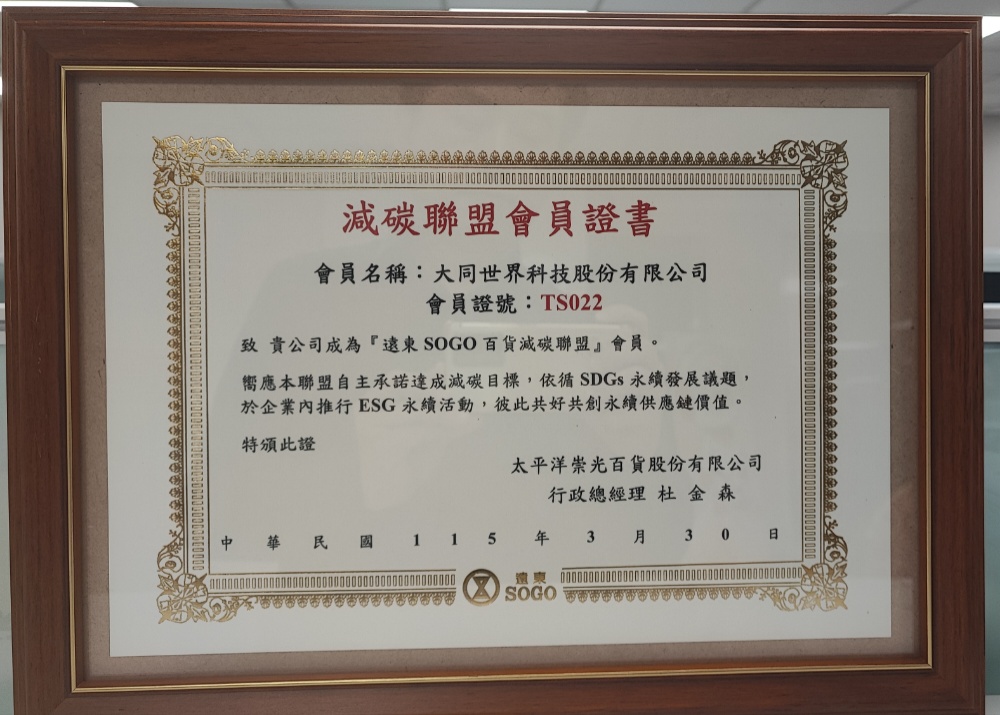 減碳聯盟會員證書
會員名稱：大同世界科技股份有限公司
會員證號：TS022
致 貴公司成為『遠東 SOGO 百貨減碳聯盟』會員。
嚮應本聯盟自主承諾達成減碳目標，依循 SDGs 永續發展議題，
於企業內推行 ESG 永續活動，彼此共好共創永續供應鏈價值。
特頒此證
太平洋崇光百貨股份有限公司
行政總經理 杜 金 森
中 華 民 國 1 1 5 年 3 月 3 0 日
遠東
SOGO